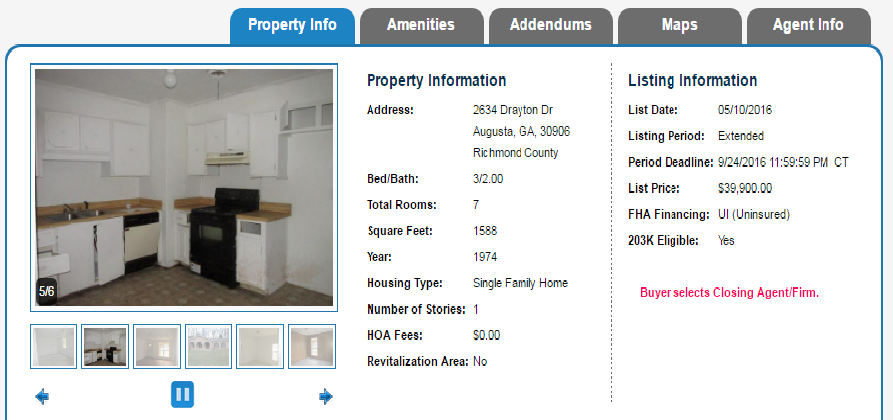 Property Info Amenities Addendums Maps Agent Info
Property Information
Address: 2634 Drayton Dr
Augusta, GA, 30906
Richmond County
Bed/Bath: 3/2.00
Total Rooms: 7
Square Feet: 1588
Year: 1974
Housing Type: Single Family Home
Number of Stories: 1
HOA Fees: $0.00
Revitalization Area: No
Listing Information
List Date: 05/10/2016
Listing Period: Extended
Period Deadline: 9/24/2016 11:59:59 PM CT
List Price: $39,900.00
FHA Financing: UI (Uninsured)
203K Eligible: Yes
Buyer selects Closing Agent/Firm.
5/6